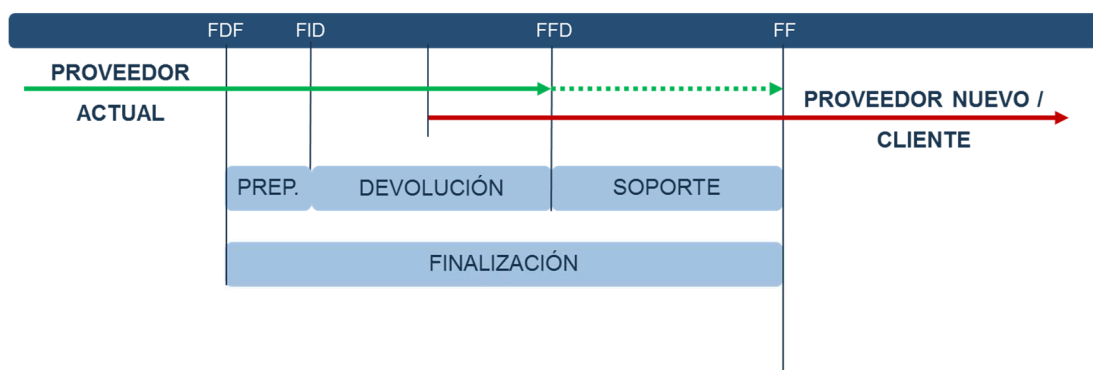 FDF FID FFD FF
PROVEEDOR
ACTUAL
PROVEEDOR NUEVO /
CLIENTE
PREP. DEVOLUCIÓN SOPORTE
FINALIZACIÓN